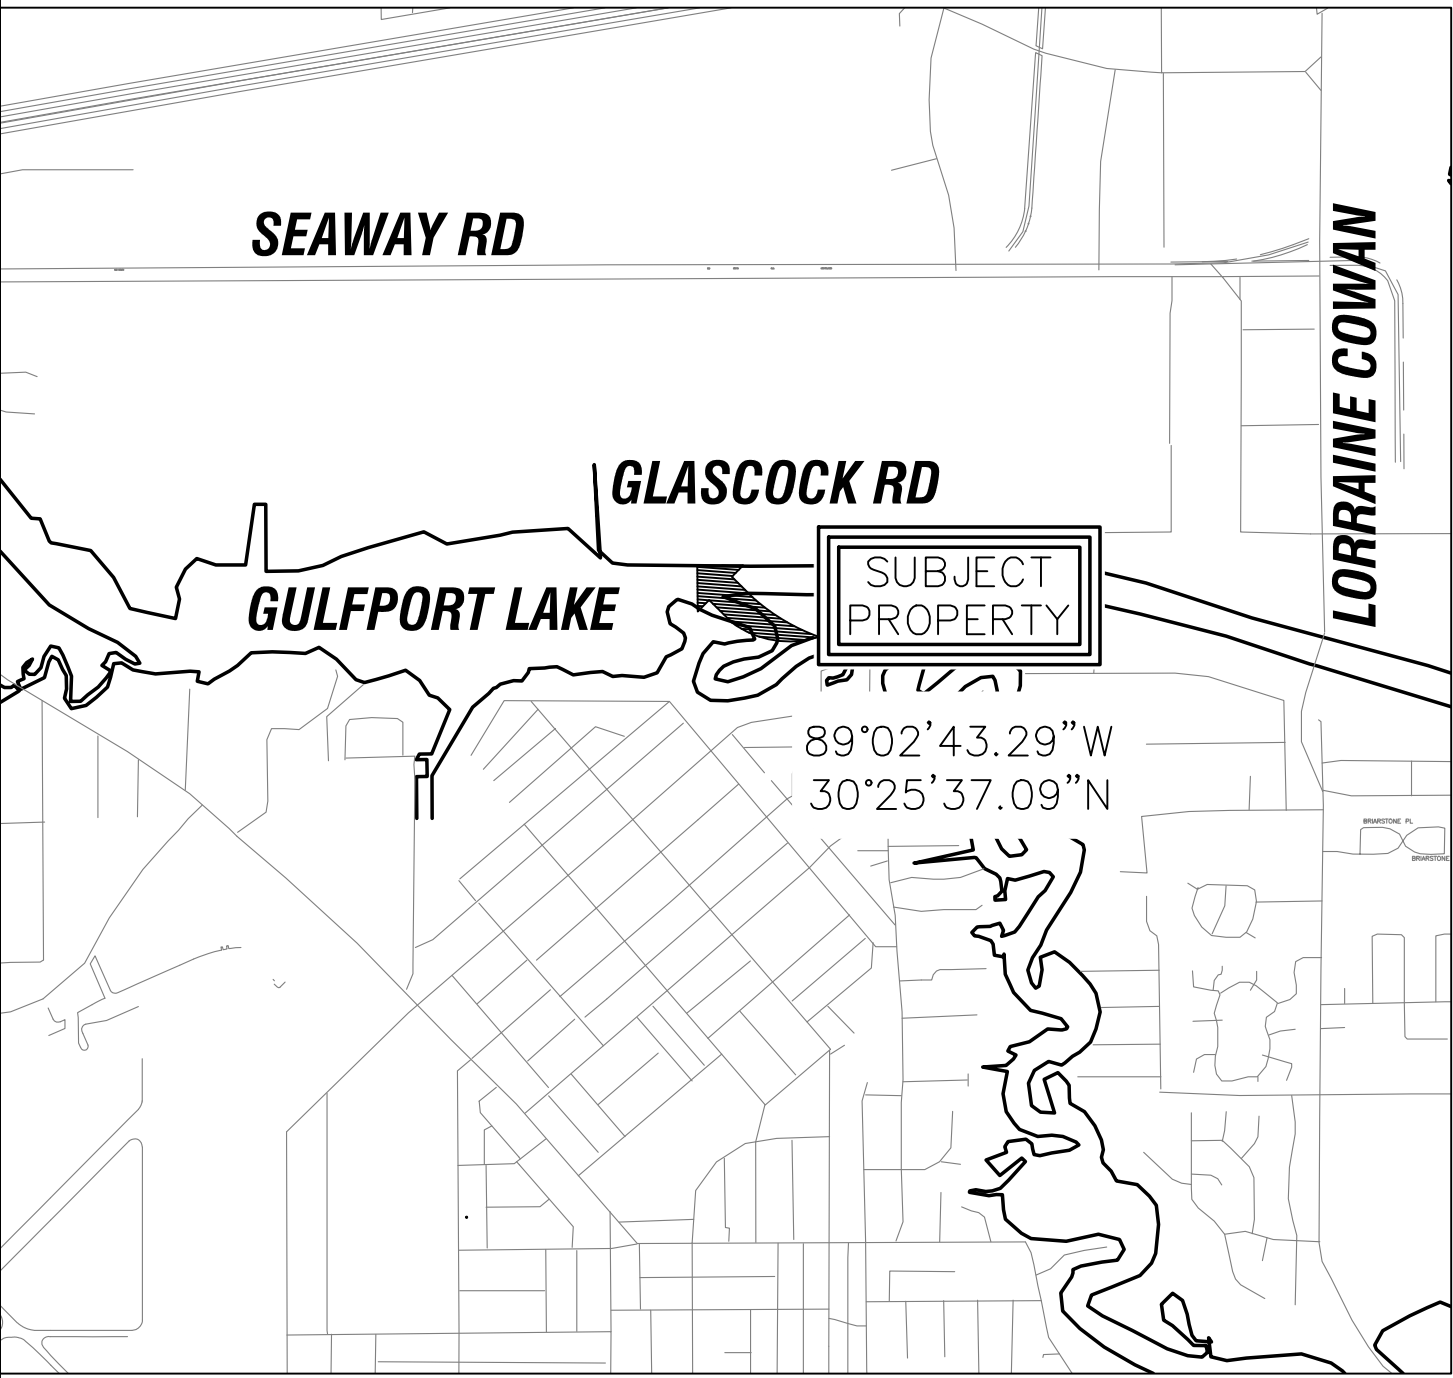 SEAWAY RD
LORRAINE COWAN
GLASCOCK RD
SUBJECT
PROPERTY
GULFPORT LAKE
89°02’43.29”W
30°25’37.09”N
BRIARSTONE PL
BRIARSTONE